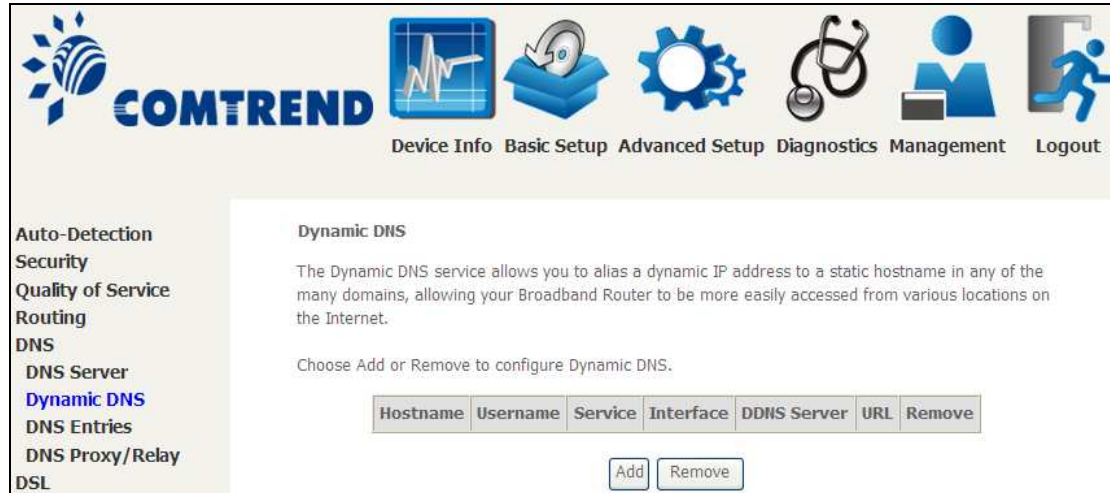 COMTREND
Device Info Basic Setup Advanced Setup Diagnostics Management Logout
Auto-Detection
Security
Quality of Service
Routing
DNS
DNS Server
Dynamic DNS
DNS Entries
DNS Proxy/Relay
DSL
Dynamic DNS
The Dynamic DNS service allows you to alias a dynamic IP address to a static hostname in any of the
many domains, allowing your Broadband Router to be more easily accessed from various locations on
the Internet.
Choose Add or Remove to configure Dynamic DNS.
Hostname Username Service Interface DDNS Server URL Remove
Add Remove